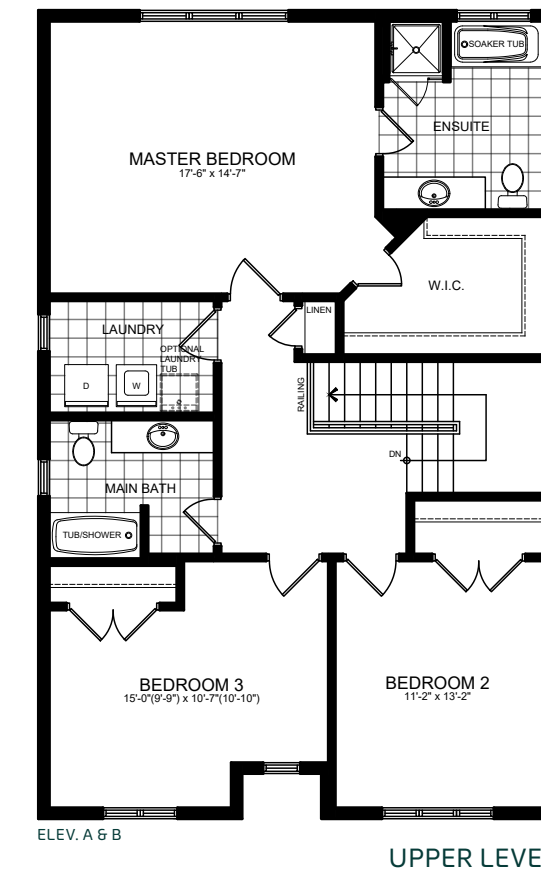 SOAKER TUB
ENSUITE
MASTER BEDROOM
17'-6" x 14'-7"
W.I.C.
LINEN
LAUNDRY
OPTIONAL
LAUNDRY
TUB
D
W
RAILING
DN
MAIN BATH
TUB/SHOWER
BEDROOM 3
15'-0"(9'-9") x 10'-7"(10'-10")
BEDROOM 2
11'-2" x 13'-2"
ELEV. A & B
UPPER LEVE